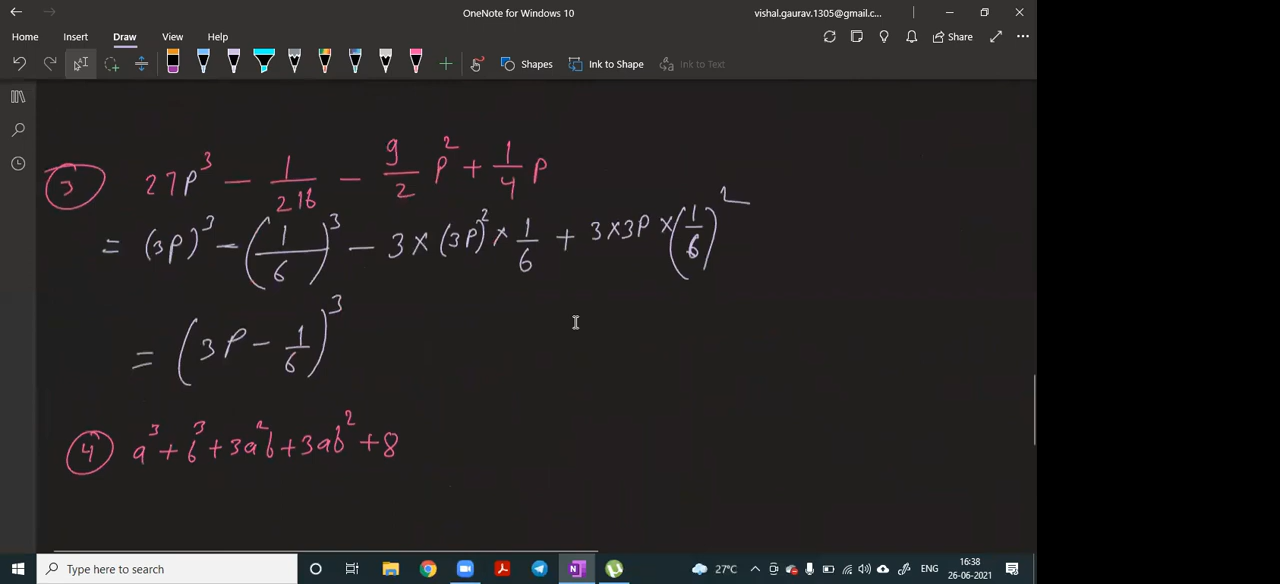 OneNote for Windows 10
vishal.gaurav.1305@gmail.c...
Home Insert Draw View Help
Share
Shapes Ink to Shape Ink to Text
③ 27p³ - 1/216 - 9/2 p² + 1/4 p
= (3p)³ - (1/6)³ - 3 × (3p)² × 1/6 + 3×3p × (1/6)²
= (3p - 1/6)³
④ a³ + b³ + 3a²b + 3ab² + 8
Type here to search
27°C
ENG
16:38
26-06-2021